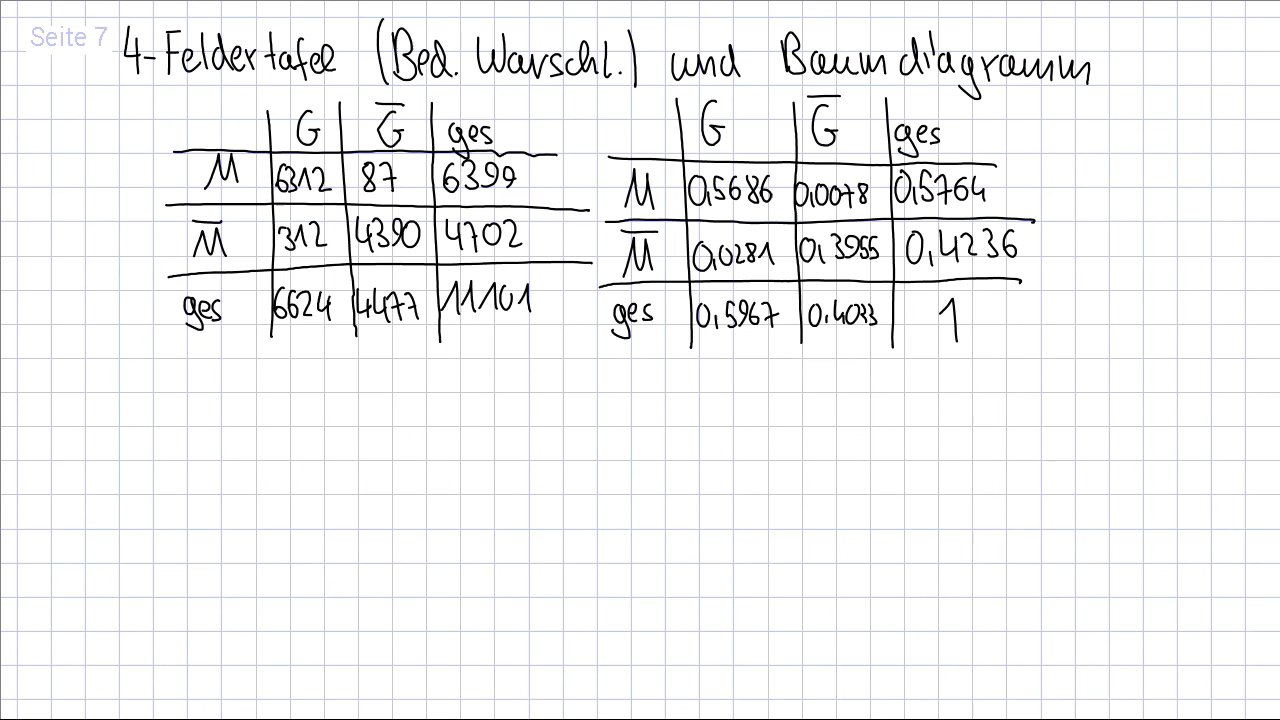 Seite 7
4-Feldertafel (Bed. Warschl.) und Baumdiagramm
G G̅ ges
M 6312 87 6399
M̅ 312 4390 4702
ges 6624 4477 11101
G G̅ ges
M 0,5686 0,0078 0,5764
M̅ 0,0281 0,3955 0,4236
ges 0,5967 0,4033 1